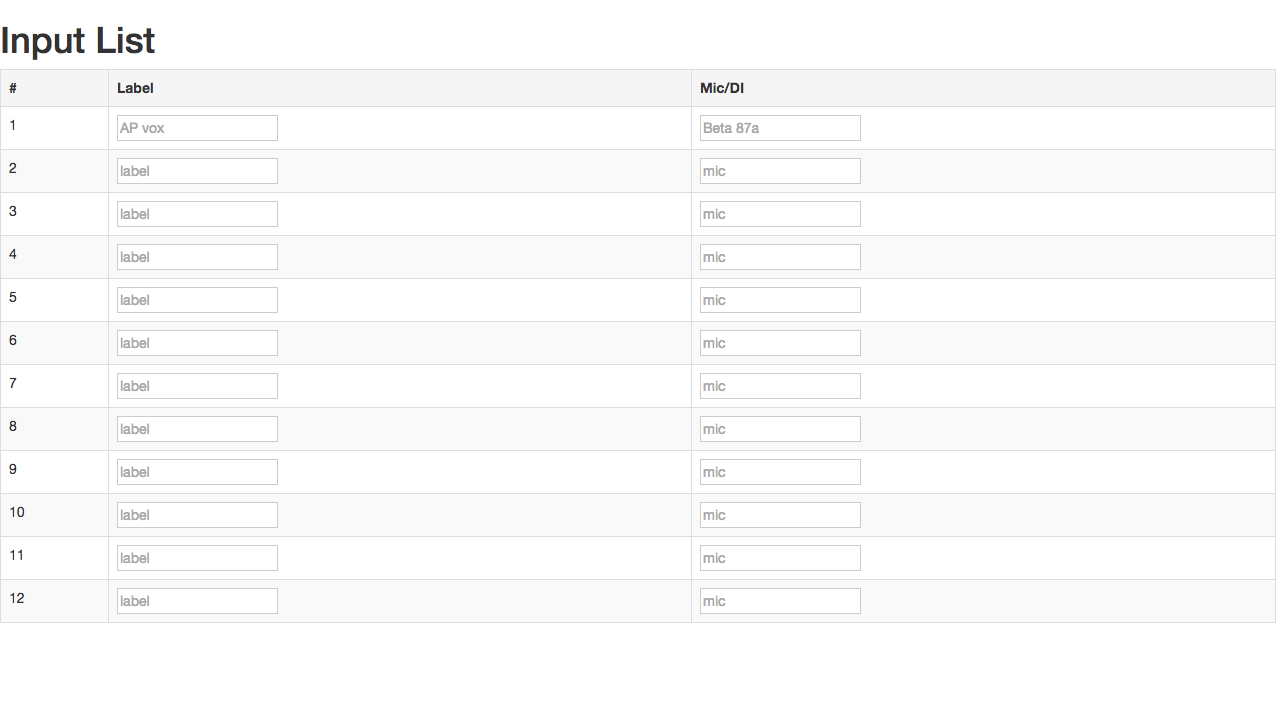 Input List
# Label Mic/DI
1 AP vox Beta 87a
2 label mic
3 label mic
4 label mic
5 label mic
6 label mic
7 label mic
8 label mic
9 label mic
10 label mic
11 label mic
12 label mic